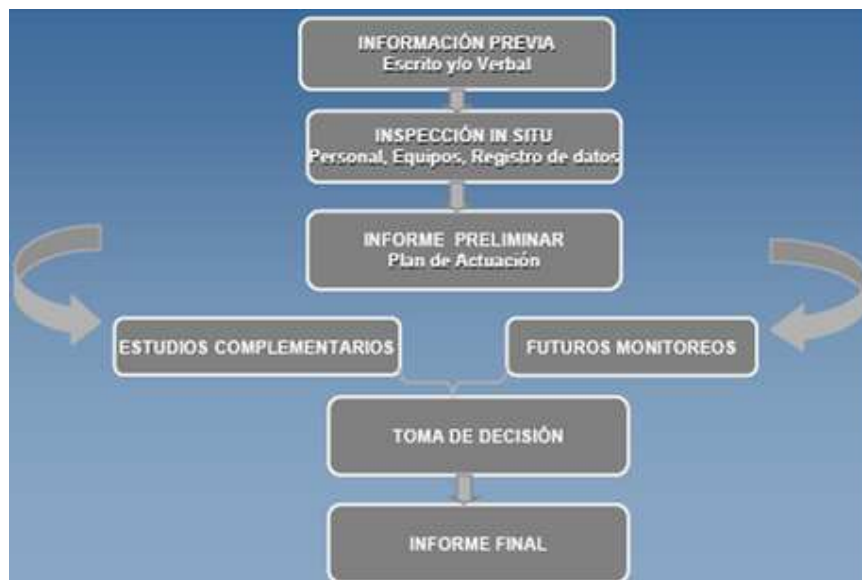 INFORMACIÓN PREVIA
Escrito y/o Verbal
INSPECCIÓN IN SITU
Personal, Equipos, Registro de datos
INFORME PRELIMINAR
Plan de Actuación
ESTUDIOS COMPLEMENTARIOS
FUTUROS MONITOREOS
TOMA DE DECISIÓN
INFORME FINAL